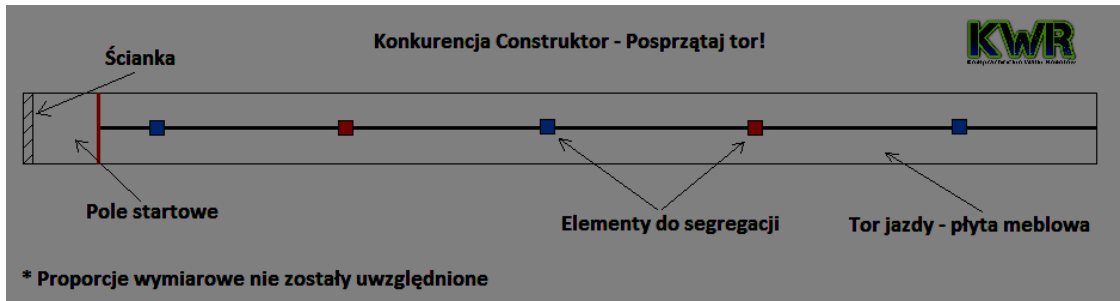 Konkurencja Construktor - Posprzątaj tor!
KWR
Ścianka
Pole startowe
Elementy do segregacji
Tor jazdy - płyta meblowa
* Proporcje wymiarowe nie zostały uwzględnione